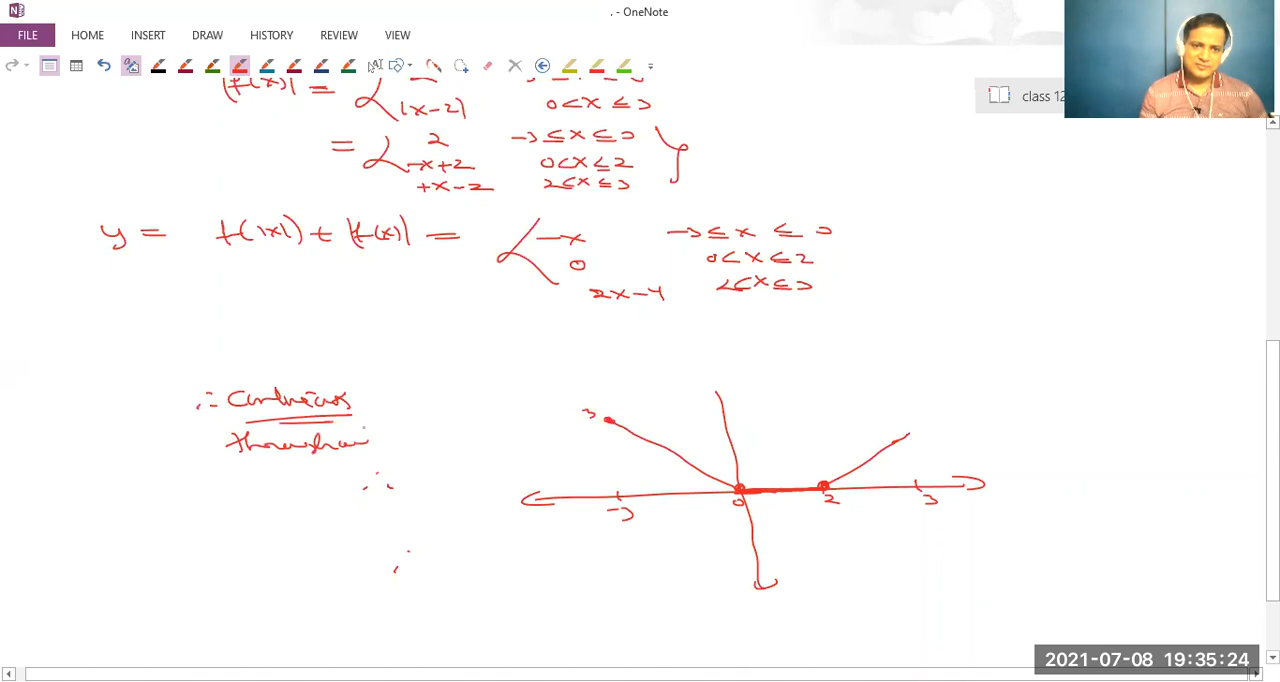 . - OneNote
FILE HOME INSERT DRAW HISTORY REVIEW VIEW
class 12
|f(x)| =
|x-2| 0<x≤3
= 2 -3≤x≤0
-x+2 0<x≤2
+x-2 2<x≤3
y = f(|x|) + |f(x)| = -x -3≤x≤0
0 0<x≤2
2x-4 2<x≤3
∴ Continuous
3
∴
-3 0 2 3
2021-07-08 19:35:24